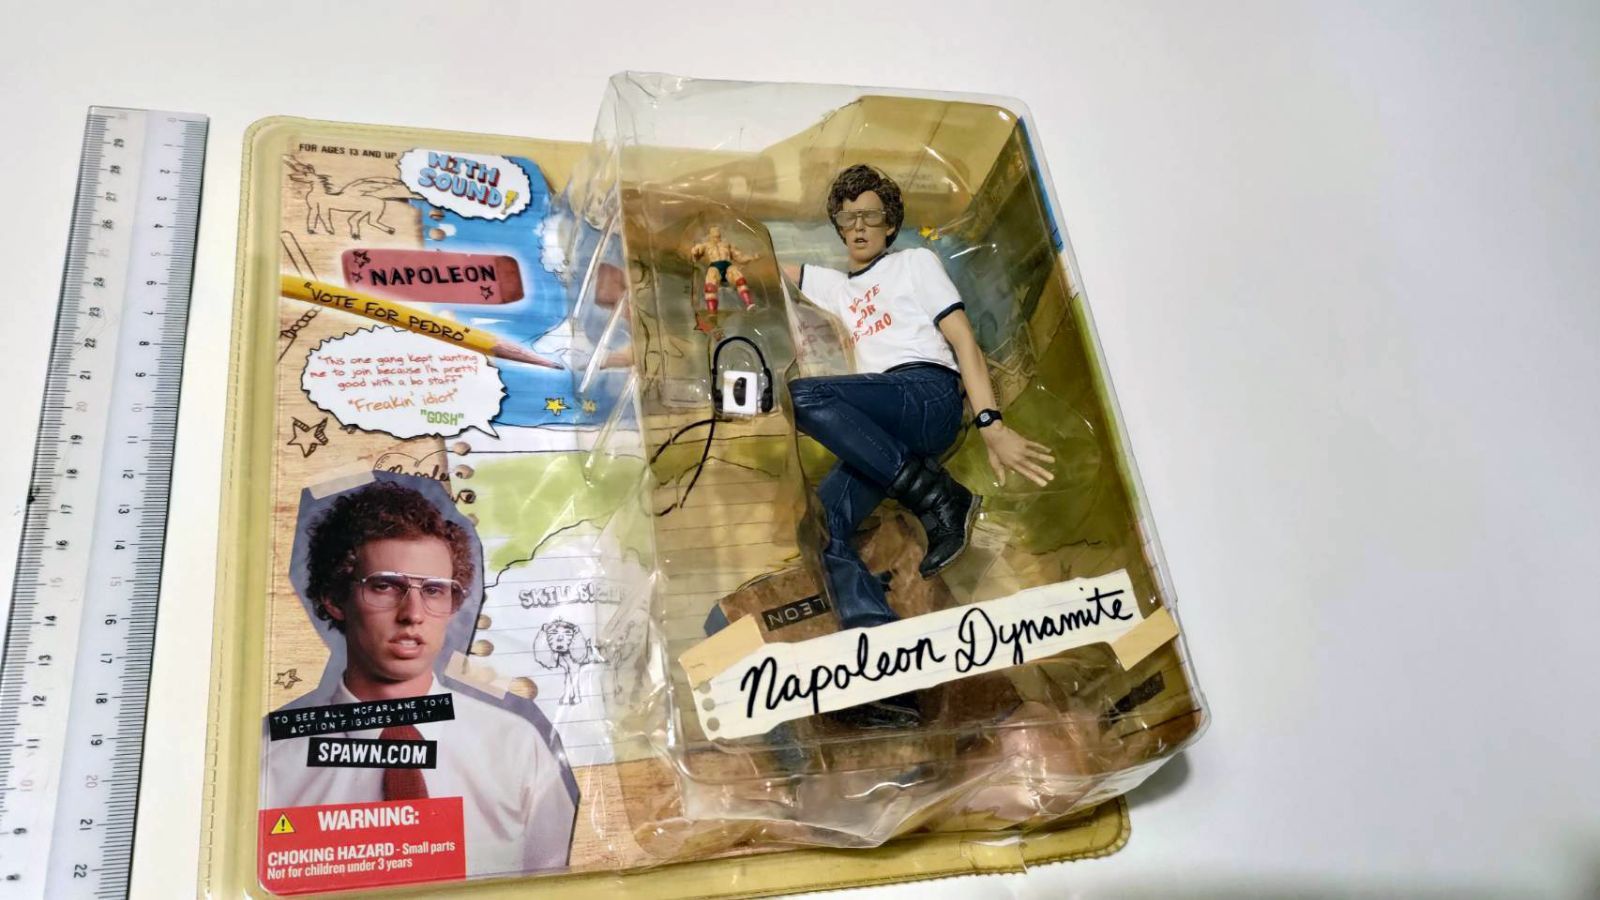 FOR AGES 13 AND UP
WITH
SOUND!
NAPOLEON
"VOTE FOR PEDRO"
"This one gang kept wanting
me to join because I'm pretty
good with a bo staff"
"Freakin' idiot"
"GOSH"
SKILLS!
TO SEE ALL MCFARLANE TOYS
ACTION FIGURES VISIT
SPAWN.COM
WARNING:
CHOKING HAZARD - Small parts
Not for children under 3 years
VOTE
FOR
PEDRO
Napoleon Dynamite